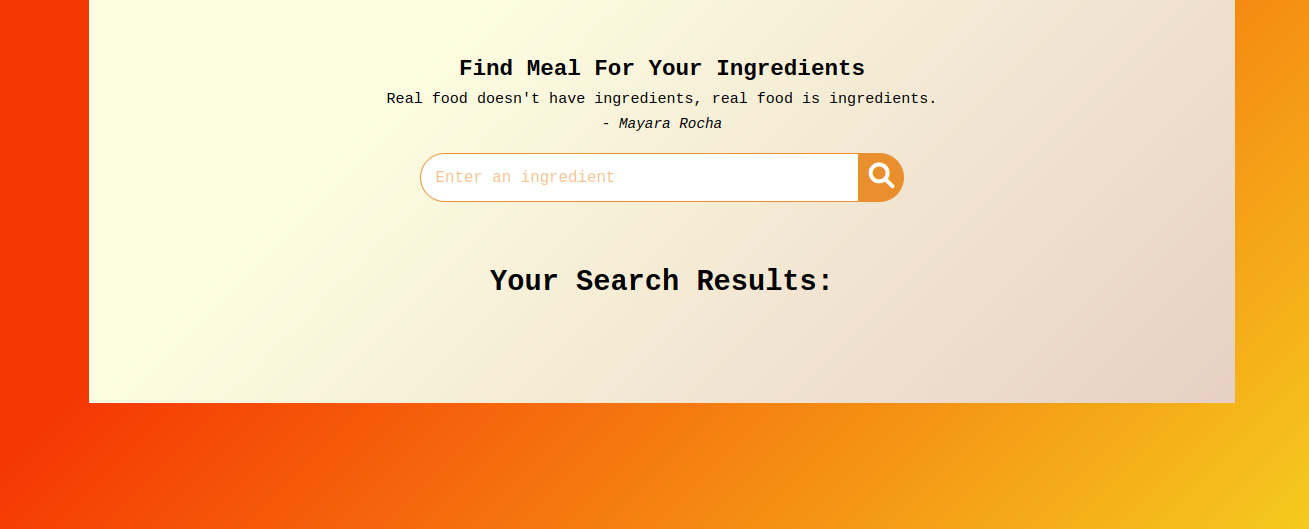 Find Meal For Your Ingredients
Real food doesn't have ingredients, real food is ingredients.
- Mayara Rocha
Enter an ingredient
Your Search Results: